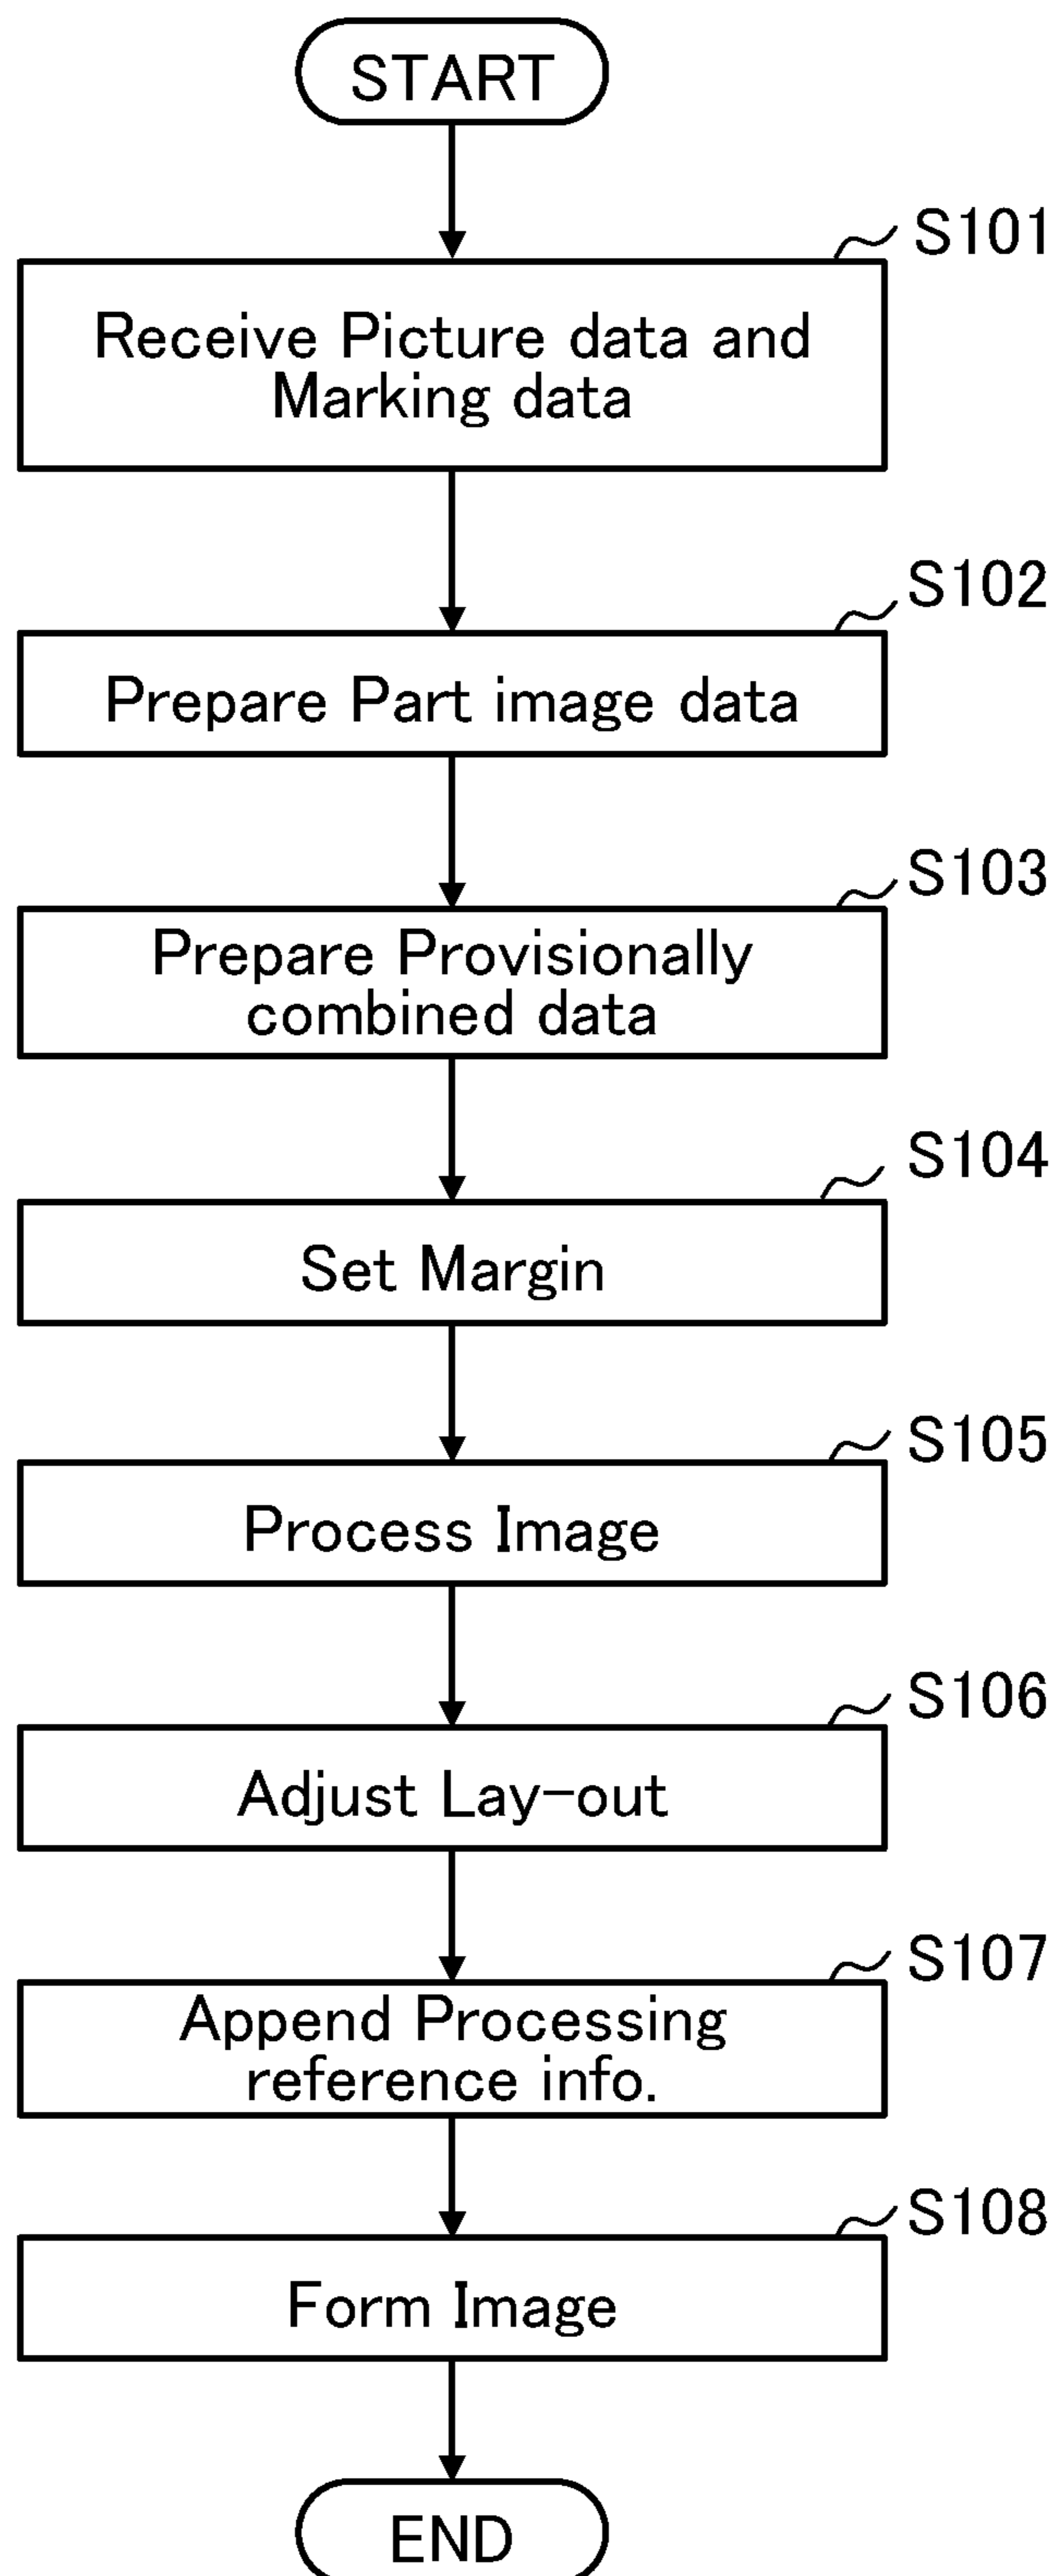 START
S101
Receive Picture data and
Marking data
S102
Prepare Part image data
S103
Prepare Provisionally
combined data
S104
Set Margin
S105
Process Image
S106
Adjust Lay-out
S107
Append Processing
reference info.
S108
Form Image
END